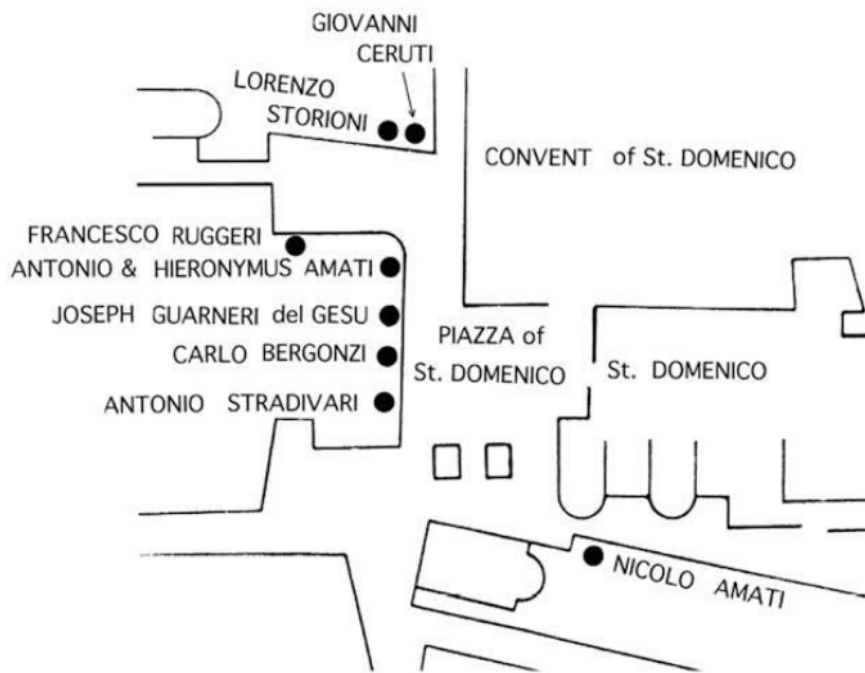 GIOVANNI
CERUTI
LORENZO
STORIONI
CONVENT of St. DOMENICO
FRANCESCO RUGGERI
ANTONIO & HIERONYMUS AMATI
JOSEPH GUARNERI del GESU
CARLO BERGONZI
ANTONIO STRADIVARI
PIAZZA of
St. DOMENICO
St. DOMENICO
NICOLO AMATI